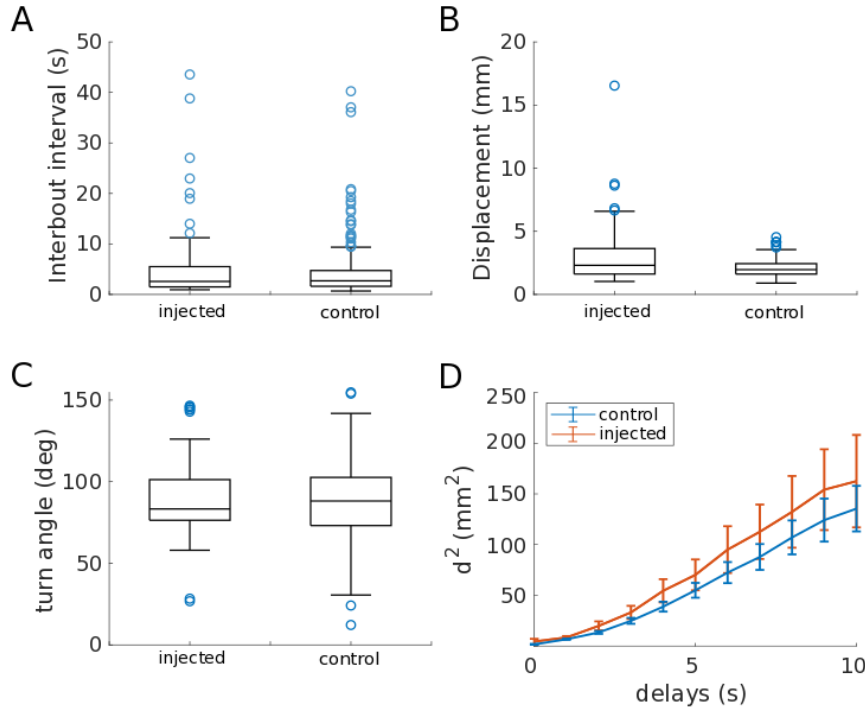 A
Interbout interval (s)
50
40
30
20
10
0
injected
control
B
Displacement (mm)
20
15
10
5
0
injected
control
C
turn angle (deg)
150
100
50
0
injected
control
D
d² (mm²)
250
200
150
100
50
control
injected
0
5
10
delays (s)